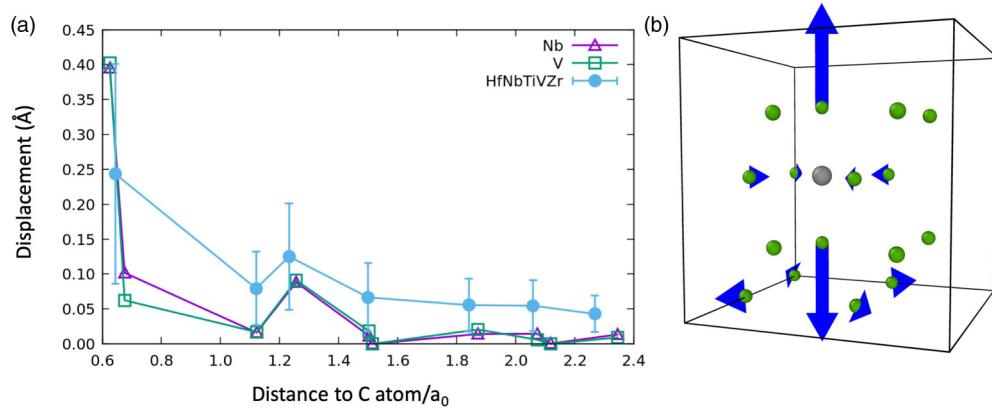 (a)
0.45
0.40
0.35
0.30
0.25
0.20
0.15
0.10
0.05
0.00
Displacement (Å)
Nb
V
HfNbTiVZr
0.6 0.8 1.0 1.2 1.4 1.6 1.8 2.0 2.2 2.4
Distance to C atom/a₀
(b)